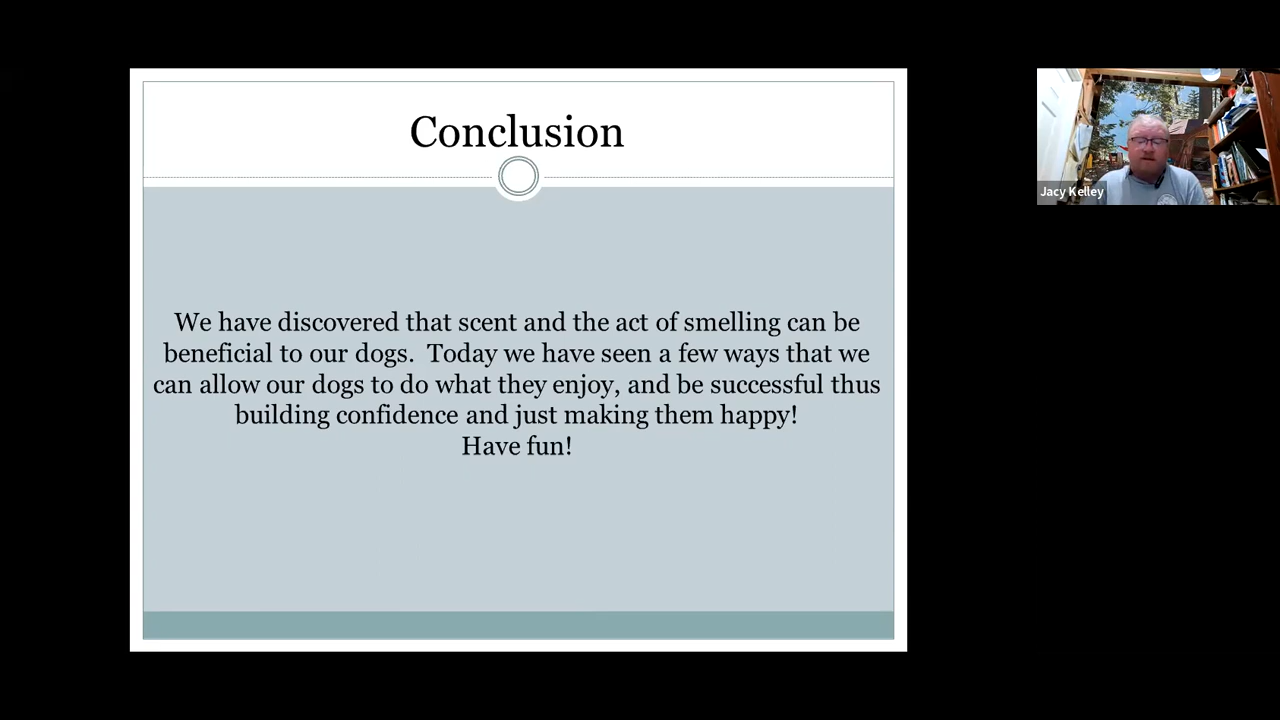 Conclusion
We have discovered that scent and the act of smelling can be
beneficial to our dogs.  Today we have seen a few ways that we
can allow our dogs to do what they enjoy, and be successful thus
building confidence and just making them happy!
Have fun!
Jacy Kelley